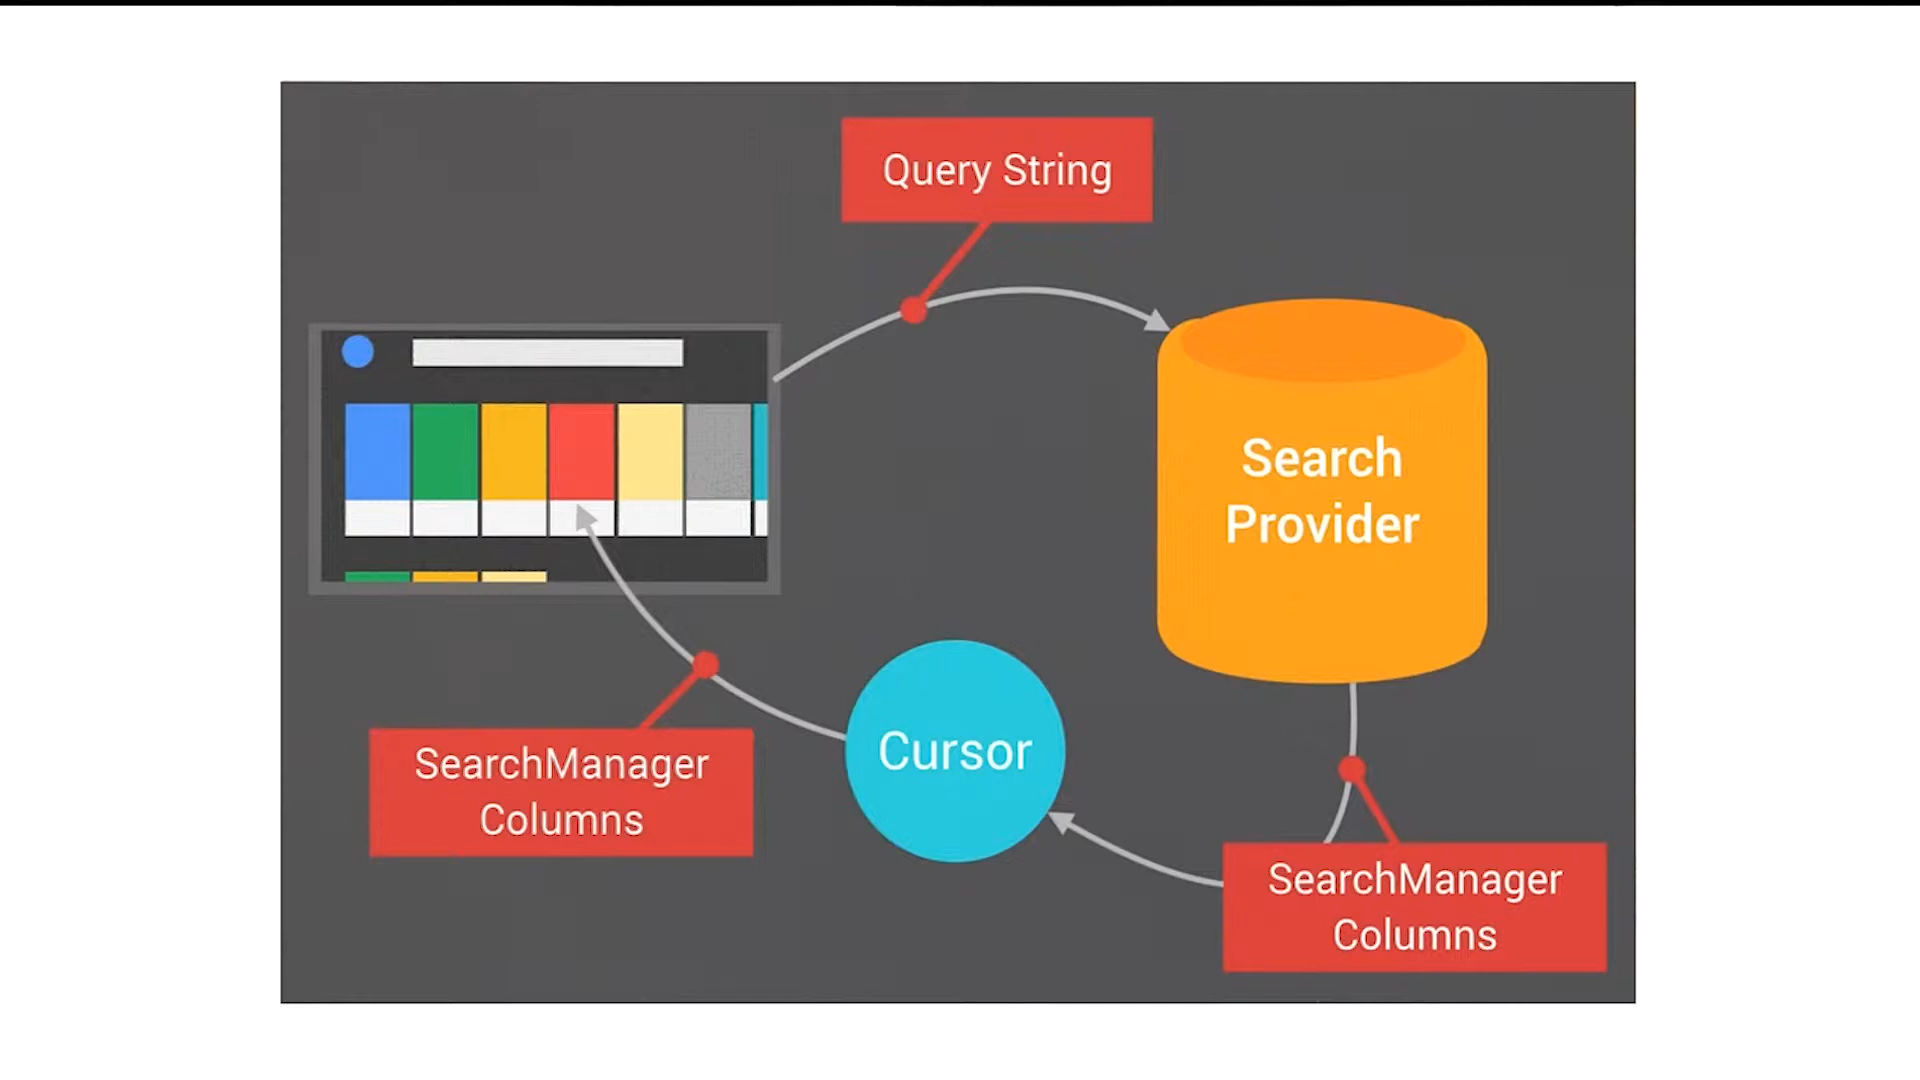 Query String
Search
Provider
Cursor
SearchManager
Columns
SearchManager
Columns